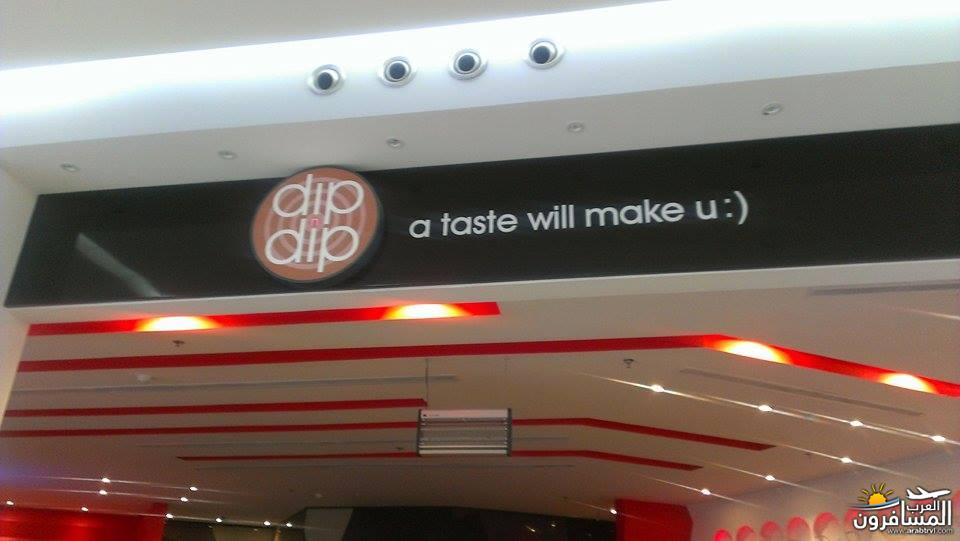 dip
n
dip
a taste will make u :)
العرب
المسافرون
www.arabtrvl.com